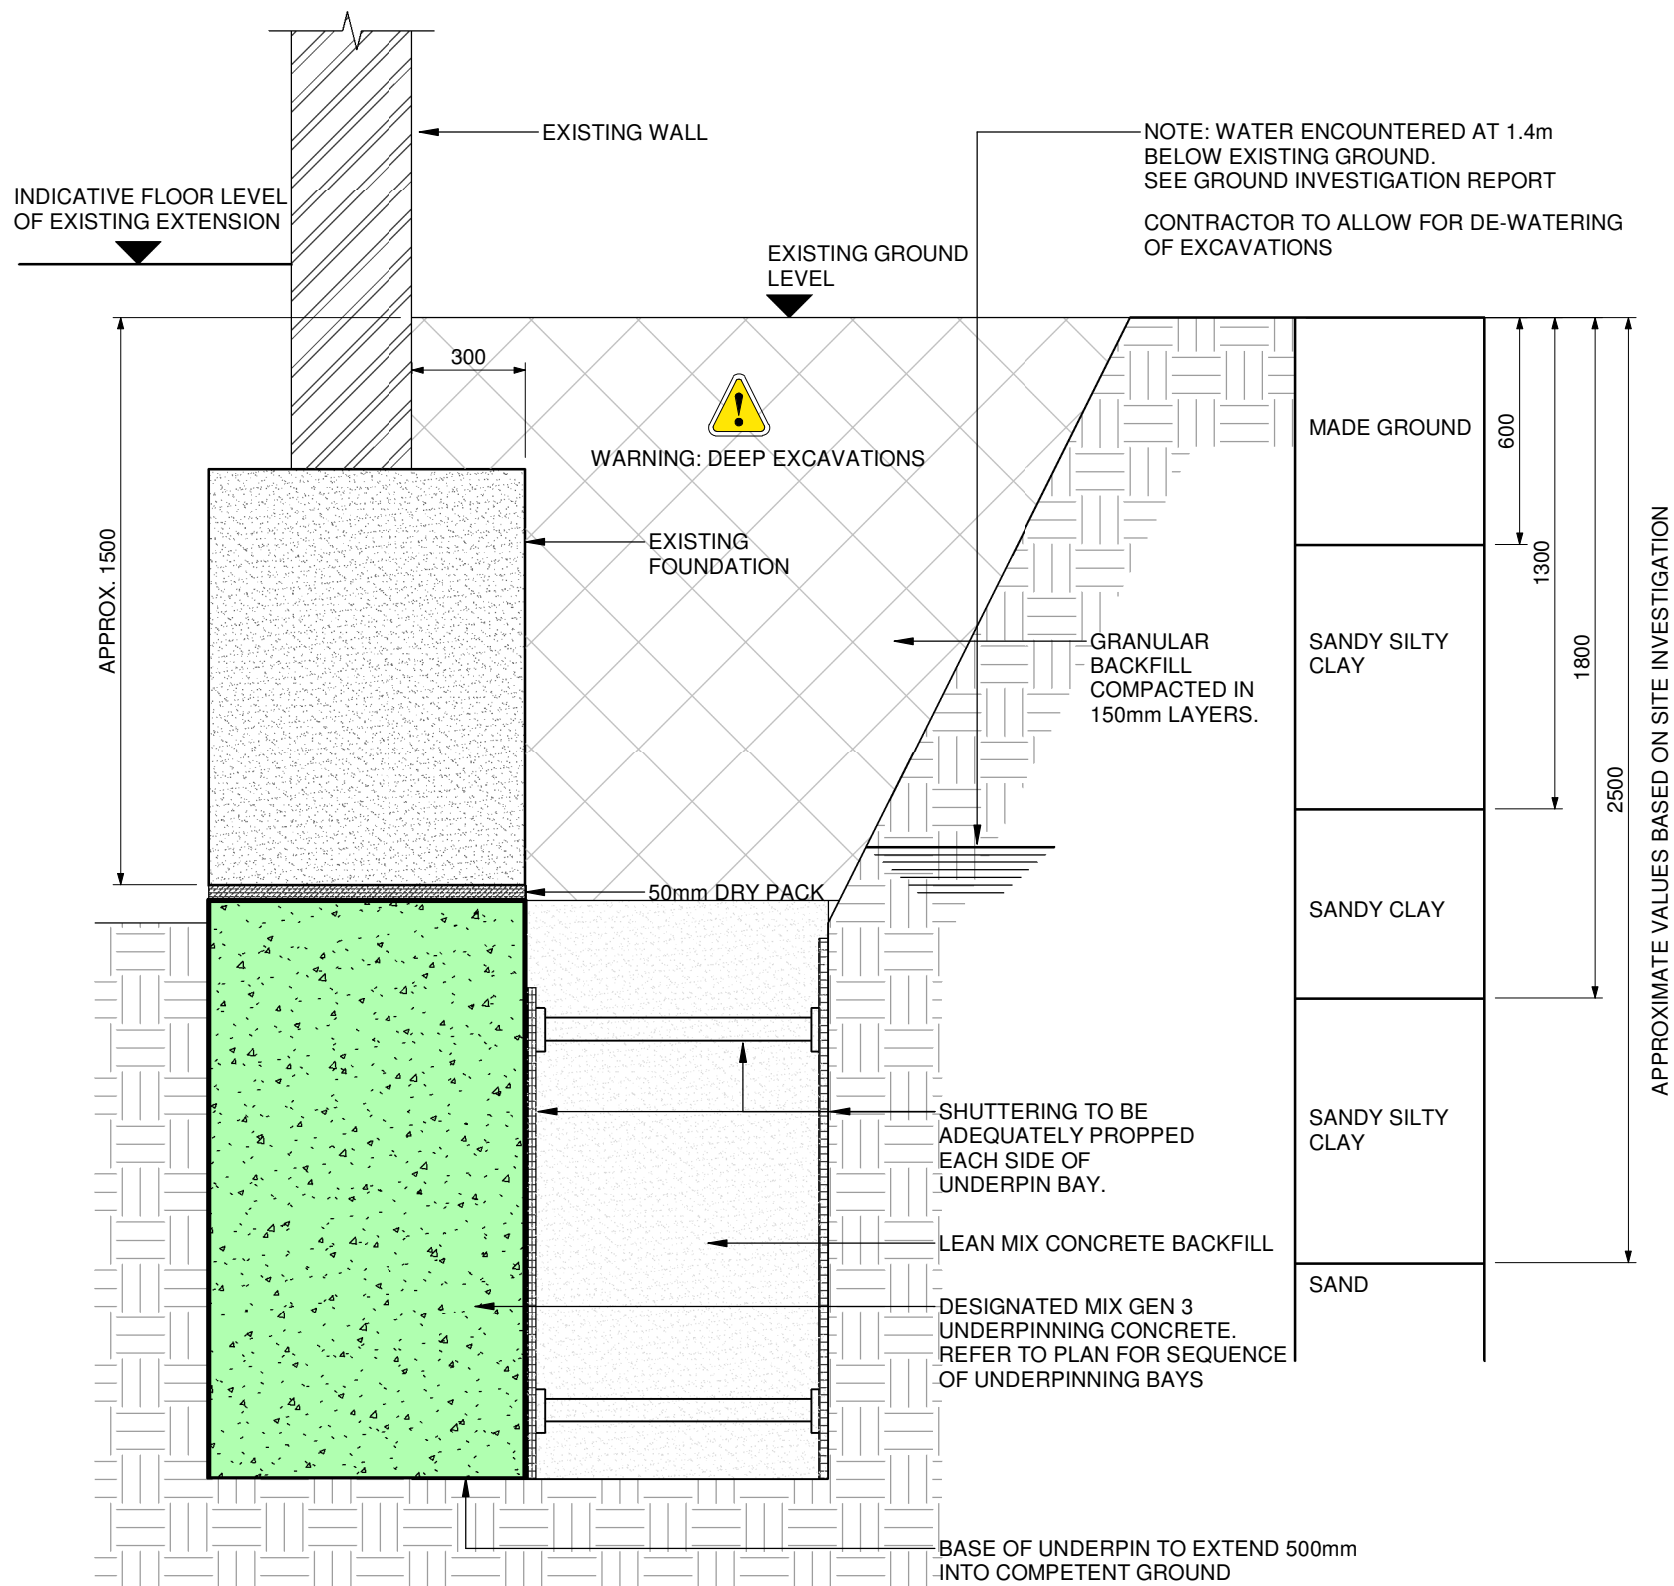 EXISTING WALL
NOTE: WATER ENCOUNTERED AT 1.4m
BELOW EXISTING GROUND.
SEE GROUND INVESTIGATION REPORT
CONTRACTOR TO ALLOW FOR DE-WATERING
OF EXCAVATIONS
INDICATIVE FLOOR LEVEL
OF EXISTING EXTENSION
EXISTING GROUND
LEVEL
300
!
WARNING: DEEP EXCAVATIONS
APPROX. 1500
EXISTING
FOUNDATION
GRANULAR
BACKFILL
COMPACTED IN
150mm LAYERS.
50mm DRY PACK
SHUTTERING TO BE
ADEQUATELY PROPPED
EACH SIDE OF
UNDERPIN BAY.
LEAN MIX CONCRETE BACKFILL
DESIGNATED MIX GEN 3
UNDERPINNING CONCRETE.
REFER TO PLAN FOR SEQUENCE
OF UNDERPINNING BAYS
BASE OF UNDERPIN TO EXTEND 500mm
INTO COMPETENT GROUND
MADE GROUND
SANDY SILTY
CLAY
SANDY CLAY
SANDY SILTY
CLAY
SAND
600
1300
1800
2500
APPROXIMATE VALUES BASED ON SITE INVESTIGATION